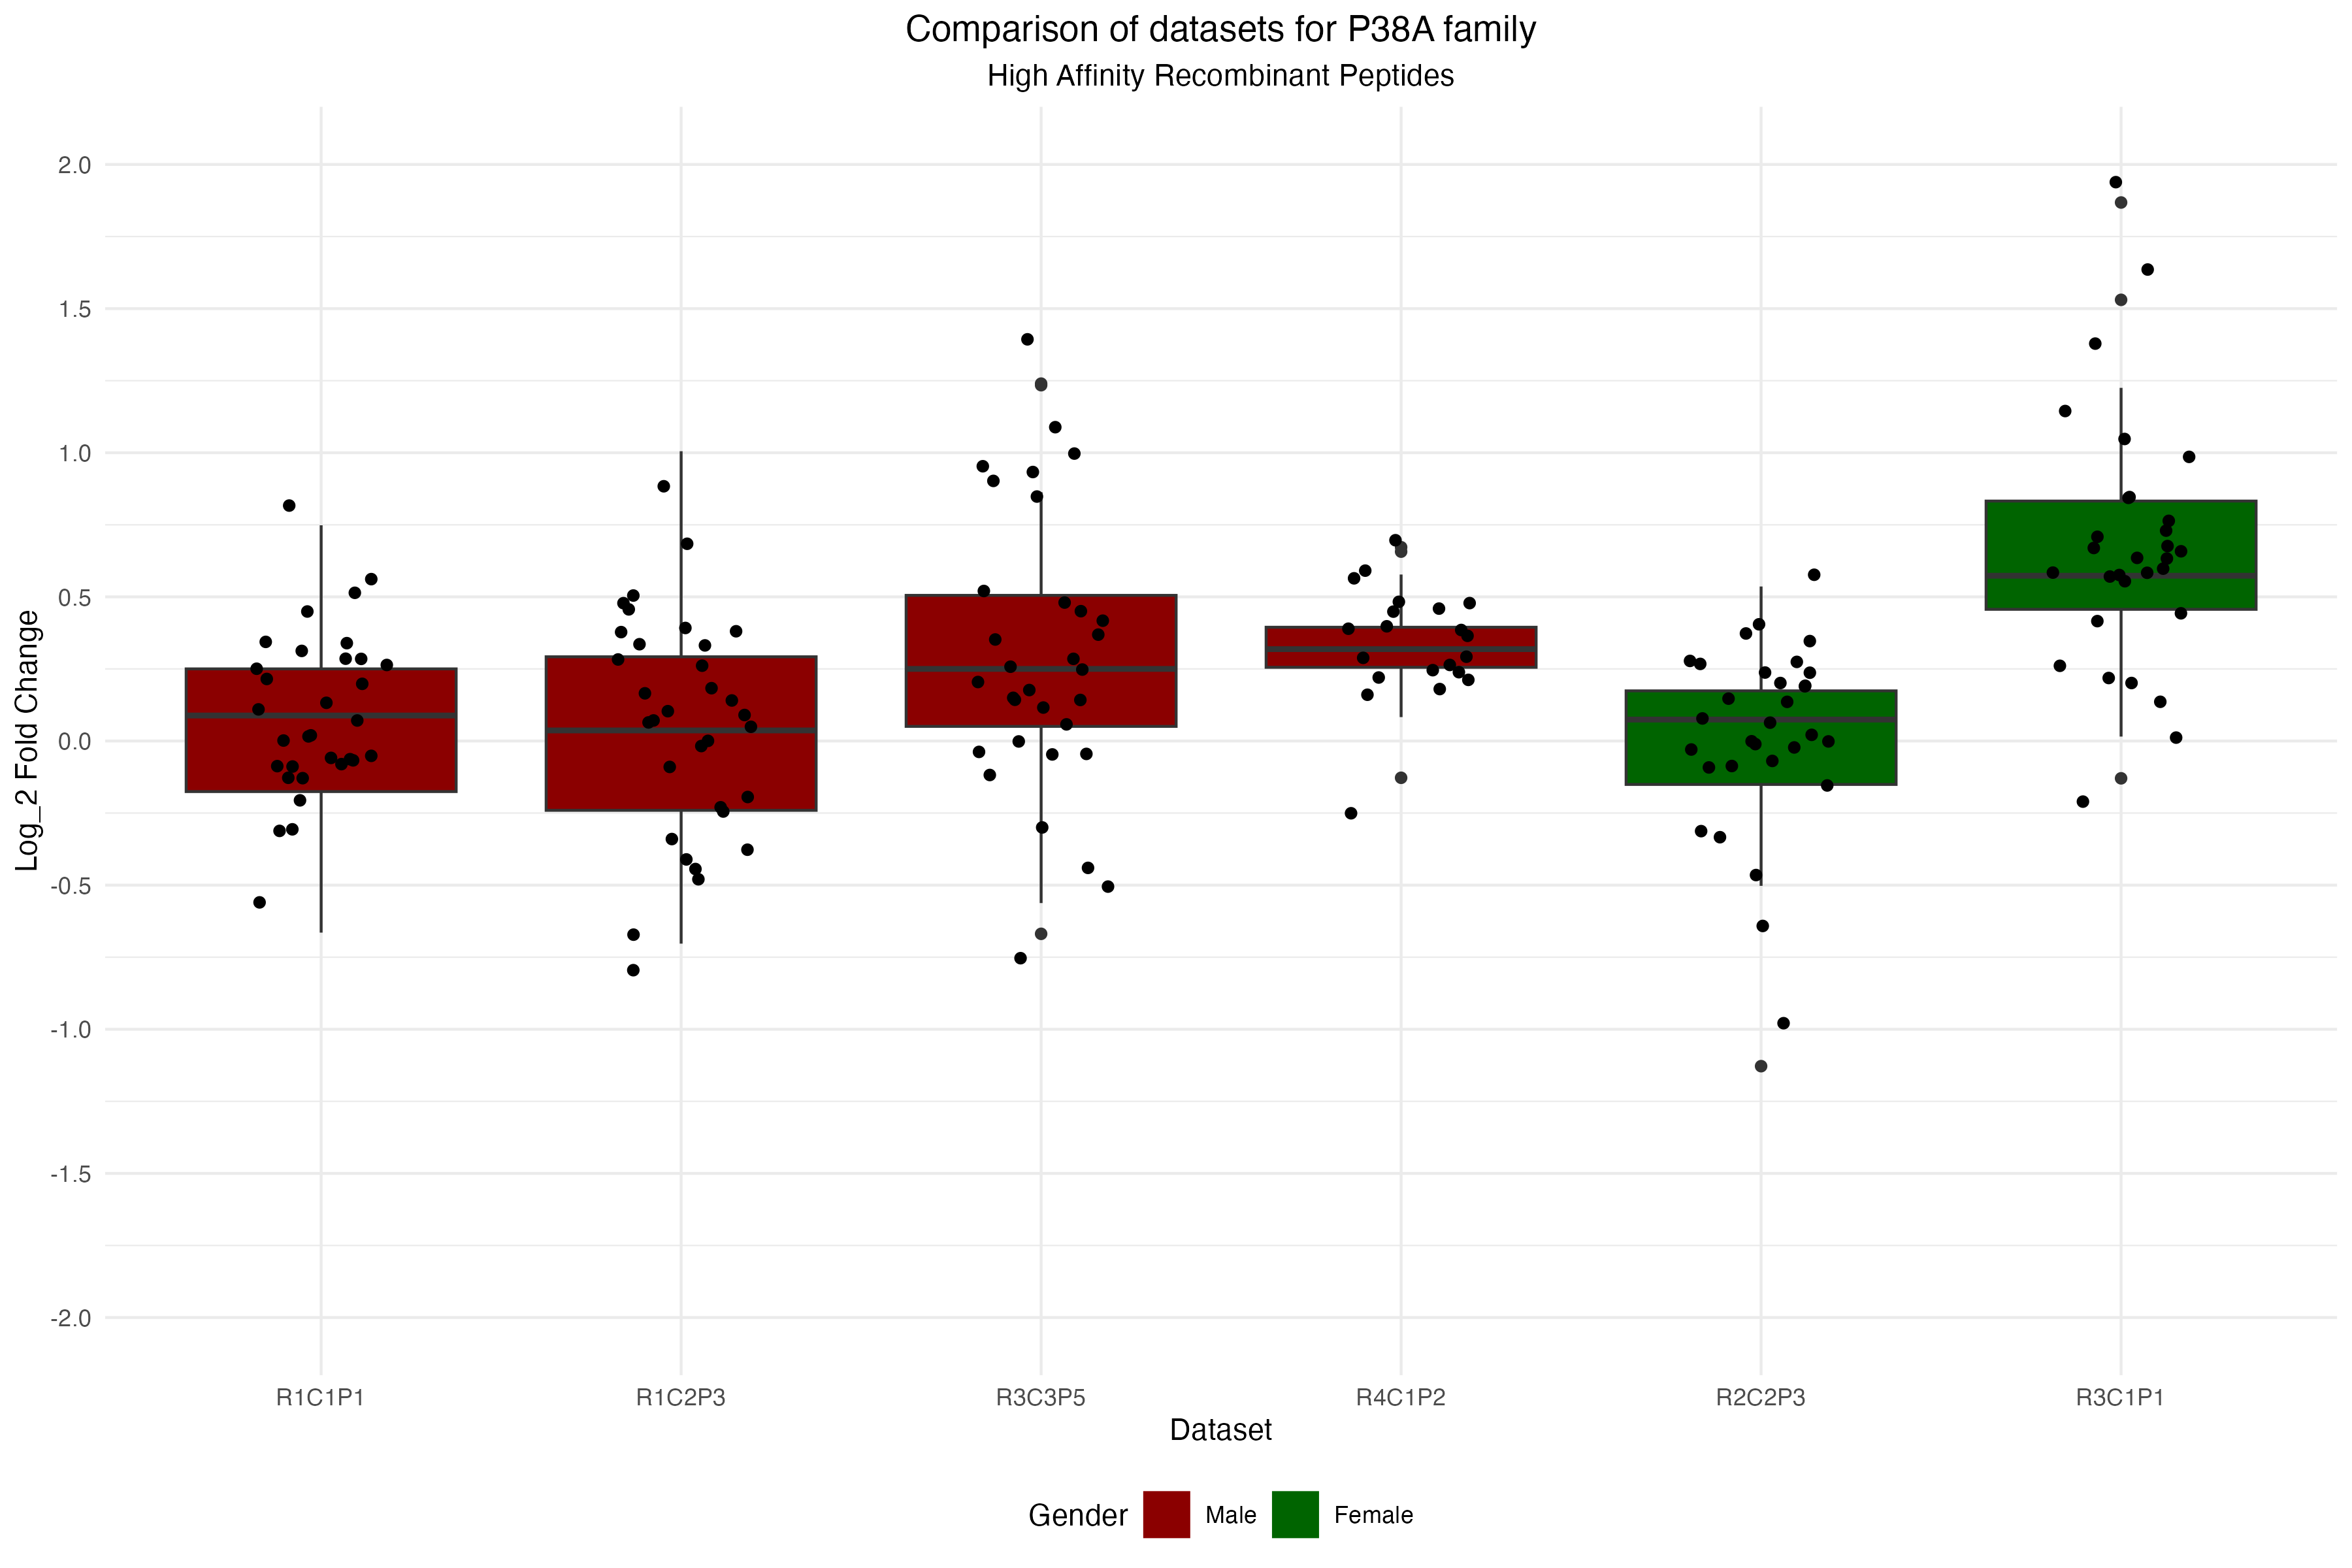 Comparison of datasets for P38A family
High Affinity Recombinant Peptides
Log_2 Fold Change
2.0
1.5
1.0
0.5
0.0
-0.5
-1.0
-1.5
-2.0
R1C1P1 R1C2P3 R3C3P5 R4C1P2 R2C2P3 R3C1P1
Dataset
Gender Male Female